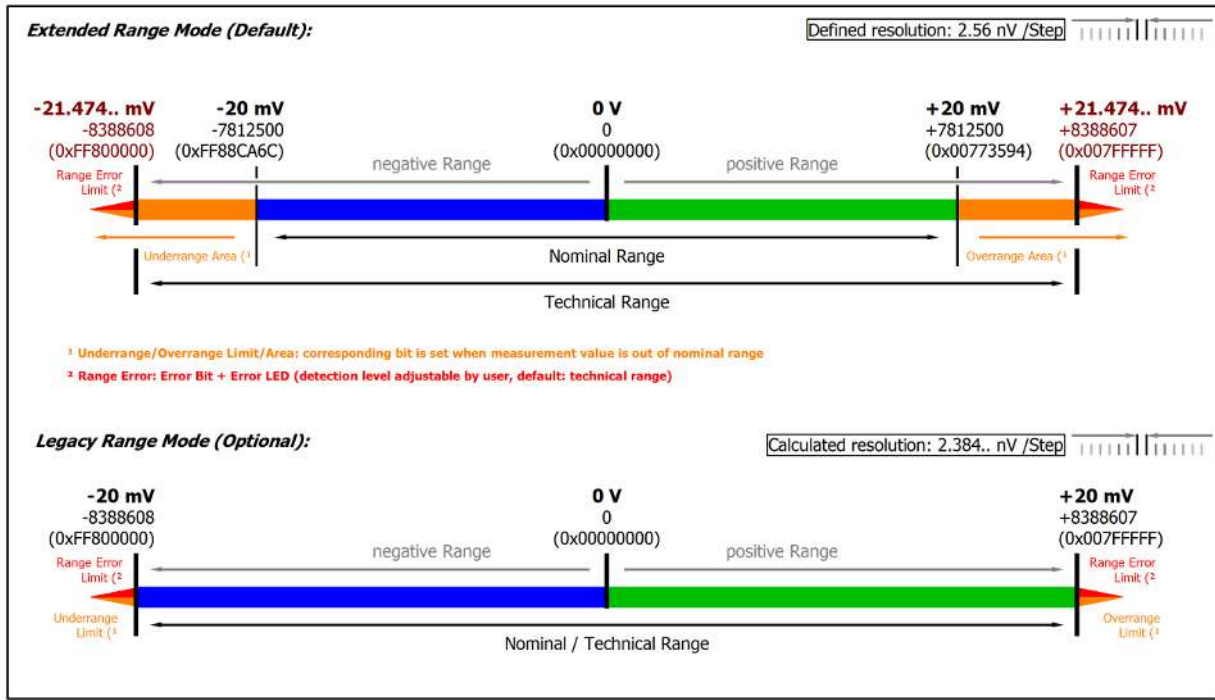 Extended Range Mode (Default):
Defined resolution: 2.56 nV /Step
-21.474.. mV
-20 mV
0 V
+20 mV
+21.474.. mV
-8388608
-7812500
0
+7812500
+8388607
(0xFF800000)
(0xFF88CA6C)
(0x00000000)
(0x00773594)
(0x007FFFFF)
negative Range
positive Range
Range Error
Limit (²
Range Error
Limit (²
Underrange Area (¹
Nominal Range
Overrange Area (¹
Technical Range
¹ Underrange/Overrange Limit/Area: corresponding bit is set when measurement value is out of nominal range
² Range Error: Error Bit + Error LED (detection level adjustable by user, default: technical range)
Legacy Range Mode (Optional):
Calculated resolution: 2.384.. nV /Step
-20 mV
0 V
+20 mV
-8388608
0
+8388607
(0xFF800000)
(0x00000000)
(0x007FFFFF)
negative Range
positive Range
Range Error
Limit (²
Range Error
Limit (²
Underrange
Limit (¹
Overrange
Limit (¹
Nominal / Technical Range